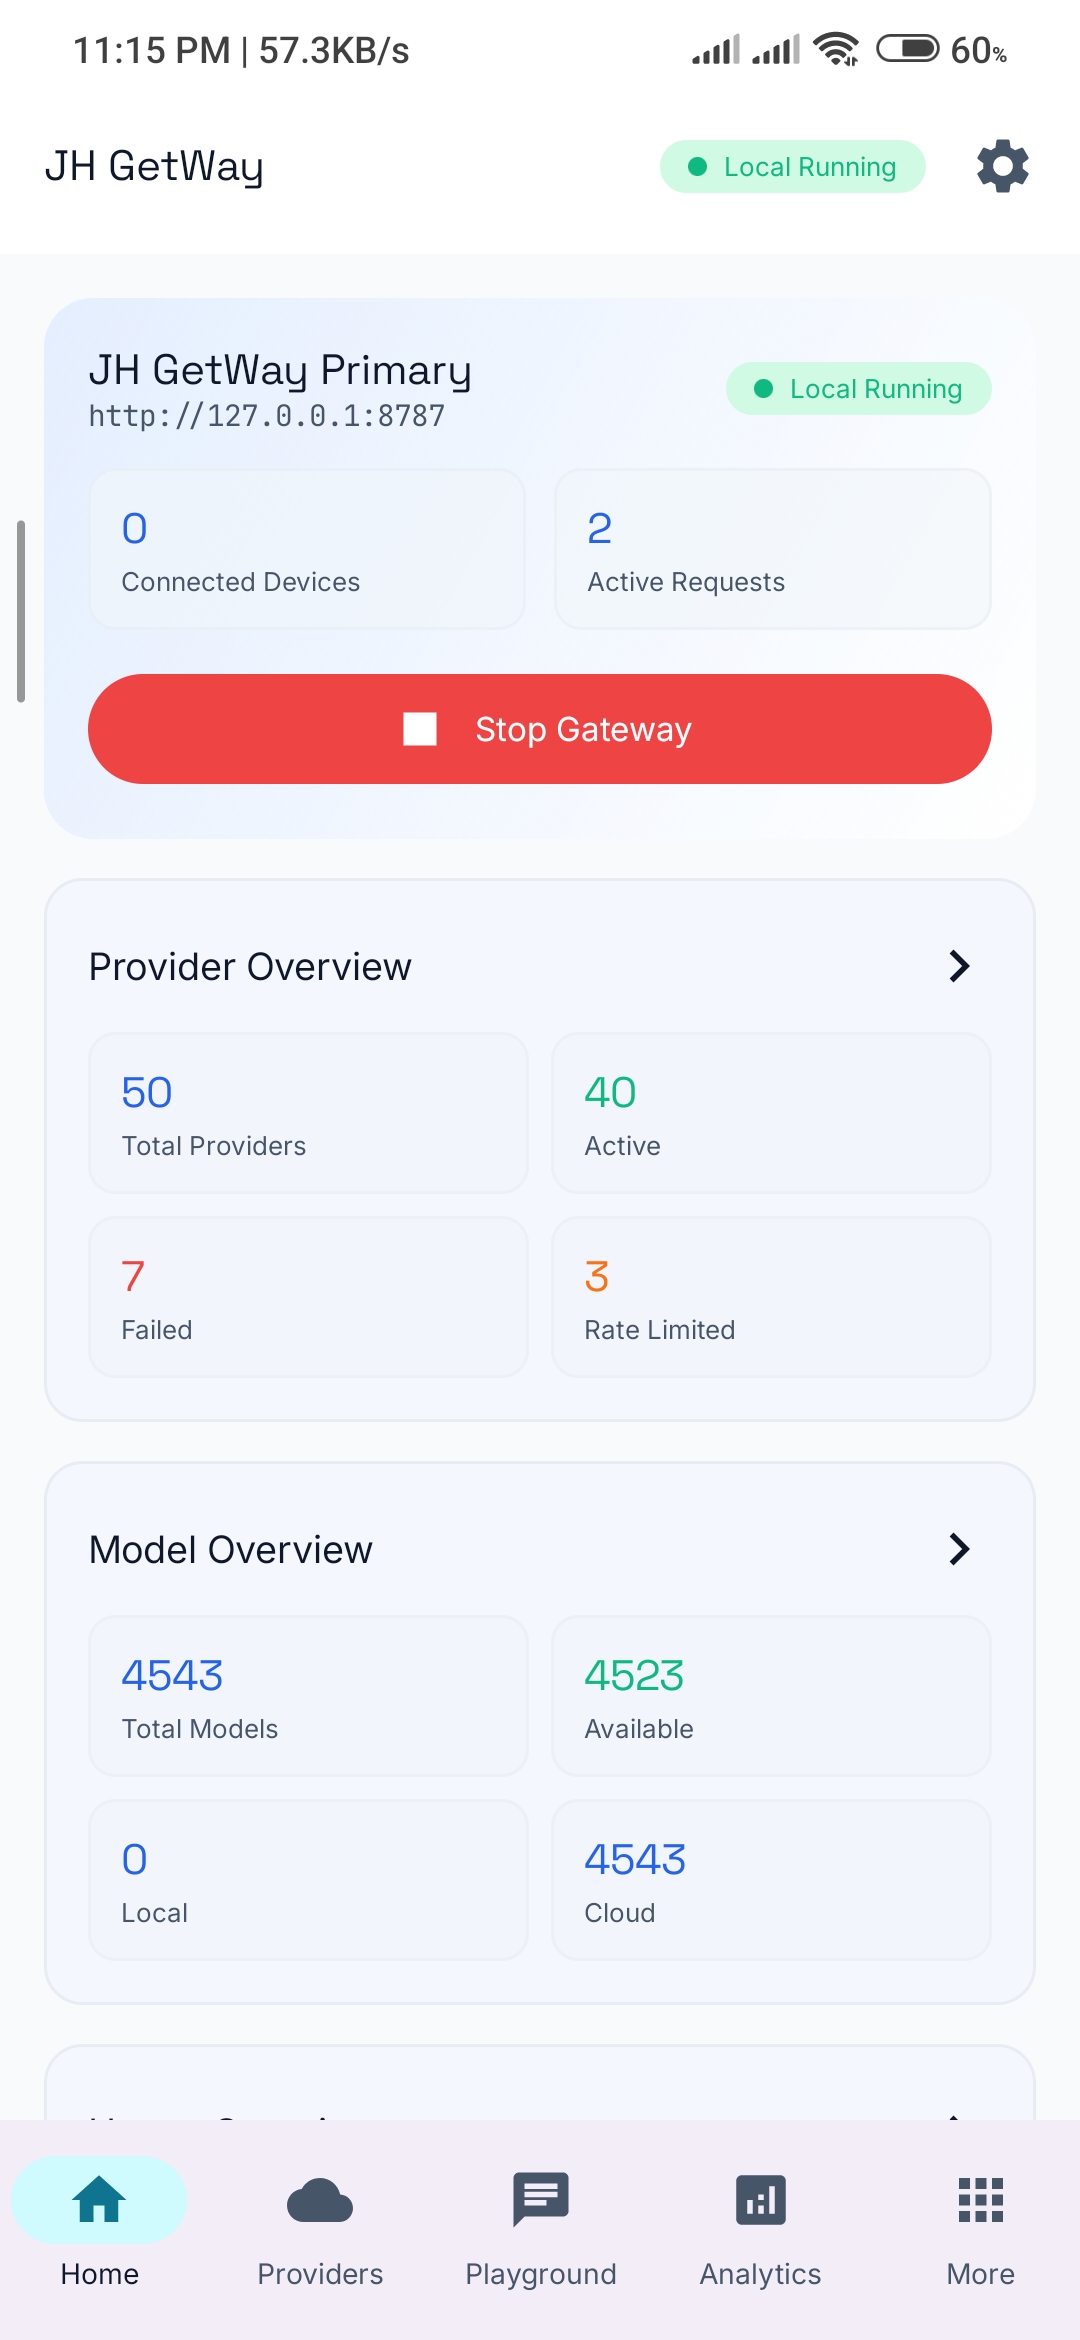 11:15 PM | 57.3KB/s 60%
JH GetWay
Local Running
JH GetWay Primary
http://127.0.0.1:8787
Local Running
0
Connected Devices
2
Active Requests
Stop Gateway
Provider Overview
50
Total Providers
40
Active
7
Failed
3
Rate Limited
Model Overview
4543
Total Models
4523
Available
0
Local
4543
Cloud
Home
Providers
Playground
Analytics
More